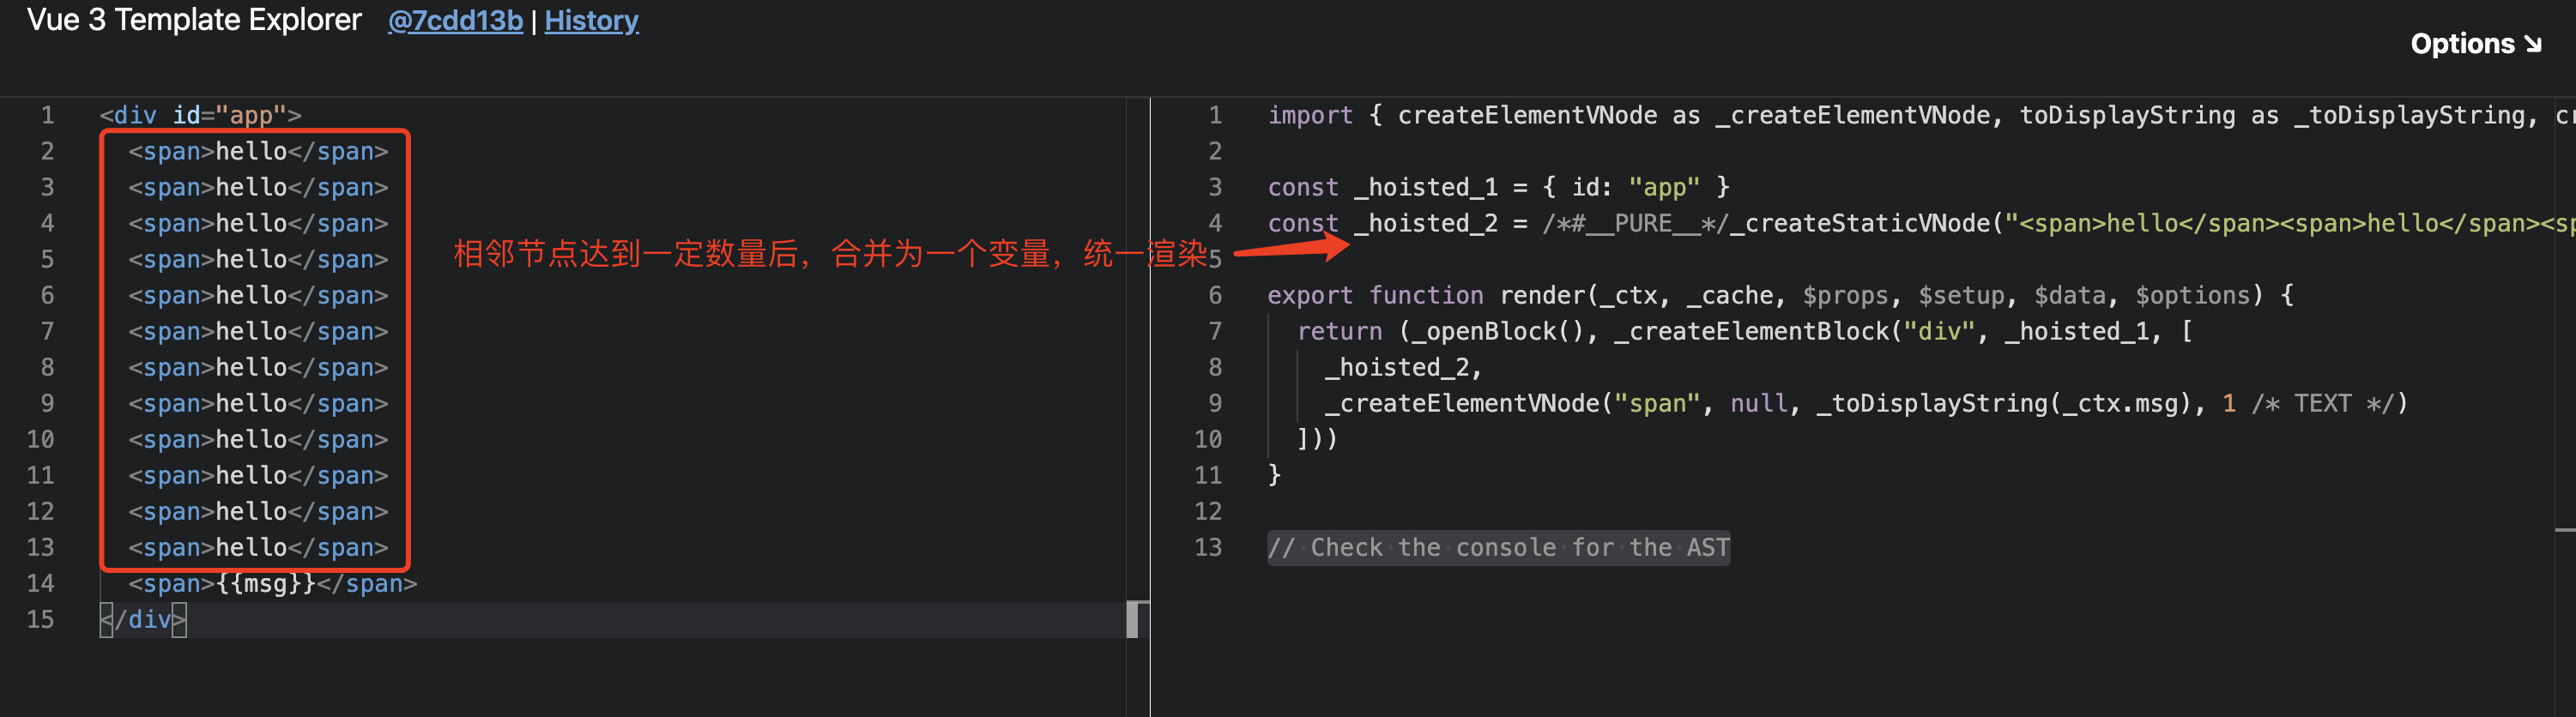 Vue 3 Template Explorer @7cdd13b | History
Options ↘
1 <div id="app">
2 <span>hello</span>
3 <span>hello</span>
4 <span>hello</span>
5 <span>hello</span>
6 <span>hello</span>
7 <span>hello</span>
8 <span>hello</span>
9 <span>hello</span>
10 <span>hello</span>
11 <span>hello</span>
12 <span>hello</span>
13 <span>hello</span>
14 <span>{{msg}}</span>
15 </div>
相邻节点达到一定数量后，合并为一个变量，统一渲染
1 import { createElementVNode as _createElementVNode, toDisplayString as _toDisplayString, cr
2
3 const _hoisted_1 = { id: "app" }
4 const _hoisted_2 = /*#__PURE__*/_createStaticVNode("<span>hello</span><span>hello</span><sp
5
6 export function render(_ctx, _cache, $props, $setup, $data, $options) {
7 return (_openBlock(), _createElementBlock("div", _hoisted_1, [
8 _hoisted_2,
9 _createElementVNode("span", null, _toDisplayString(_ctx.msg), 1 /* TEXT */)
10 ]))
11 }
12
13 // Check the console for the AST